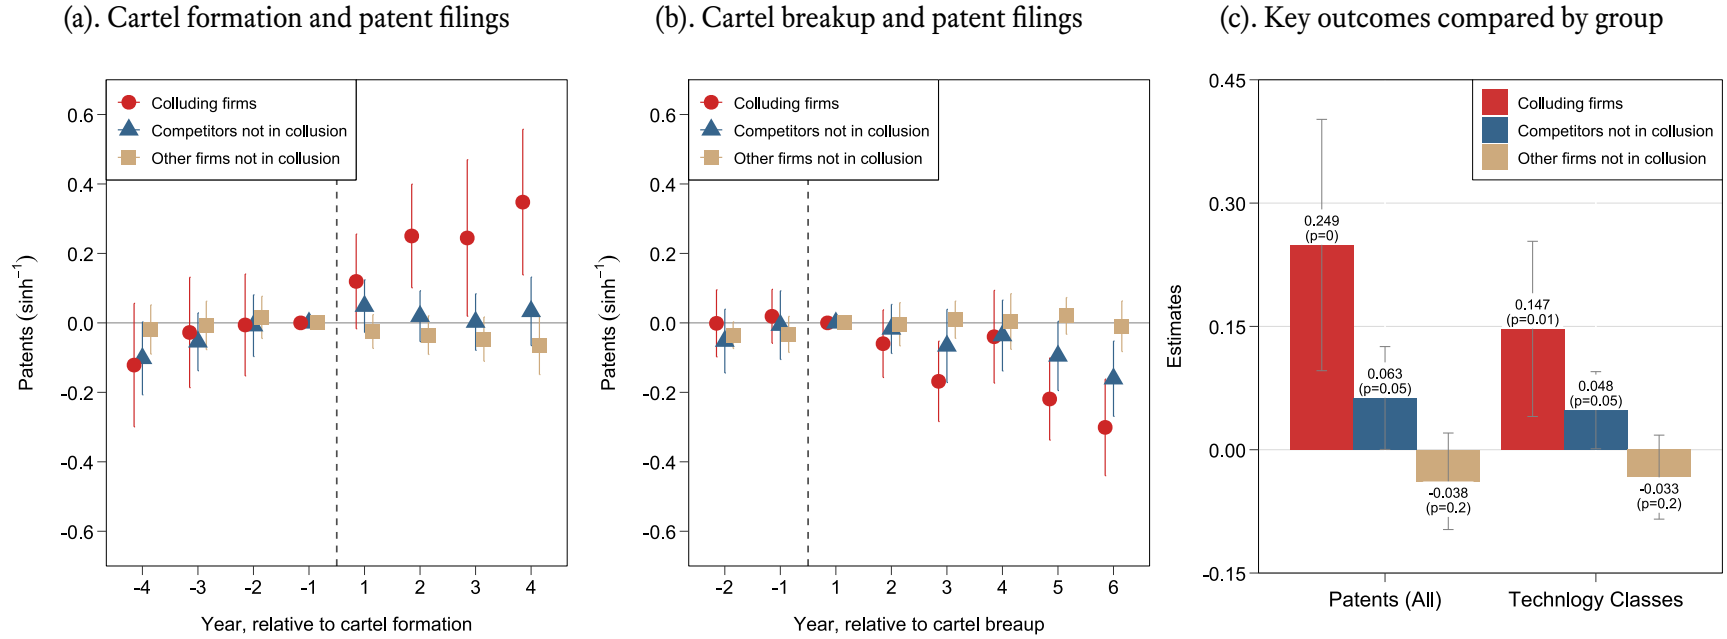 (a). Cartel formation and patent filings
Colluding firms
Competitors not in collusion
Other firms not in collusion
Patents (sinh⁻¹)
0.6
0.4
0.2
0.0
-0.2
-0.4
-0.6
-4 -3 -2 -1 1 2 3 4
Year, relative to cartel formation
(b). Cartel breakup and patent filings
Colluding firms
Competitors not in collusion
Other firms not in collusion
Patents (sinh⁻¹)
0.6
0.4
0.2
0.0
-0.2
-0.4
-0.6
-2 -1 1 2 3 4 5 6
Year, relative to cartel breaup
(c). Key outcomes compared by group
Colluding firms
Competitors not in collusion
Other firms not in collusion
Estimates
0.45
0.30
0.15
0.00
-0.15
0.249
(p=0)
0.063
(p=0.05)
-0.038
(p=0.2)
0.147
(p=0.01)
0.048
(p=0.05)
-0.033
(p=0.2)
Patents (All) Technlogy Classes